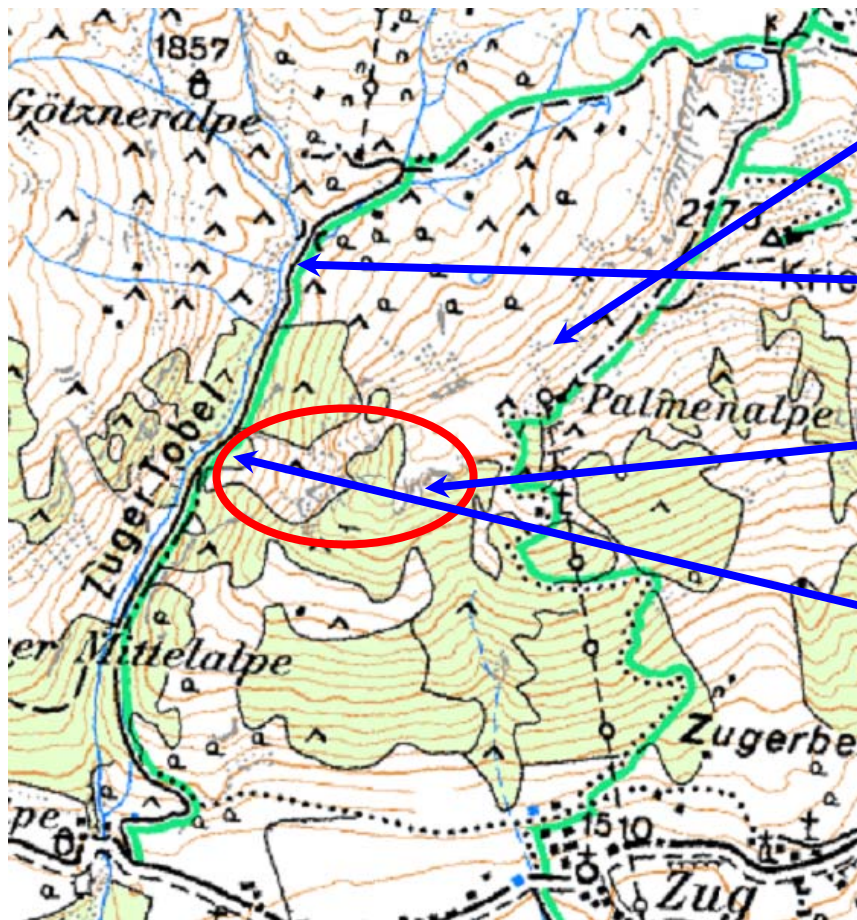 1857
Götzneralpe
2173
Krie
Palmenalpe
Zuger Tobel
er Mittelalpe
Zugerbe
pe
1510
Zug